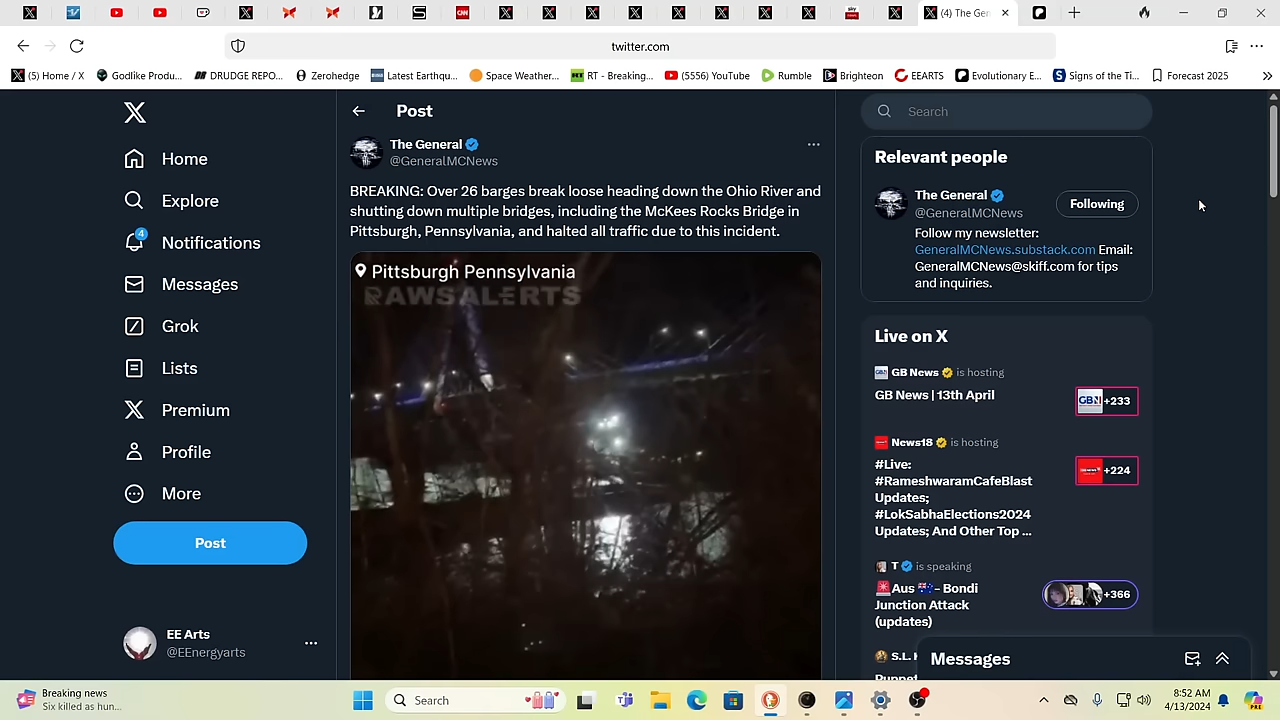 (4) The Gen
twitter.com
(5) Home / X
Godlike Produ...
DRUDGE REPO...
Zerohedge
Latest Earthqu...
Space Weather...
RT - Breaking...
(5556) YouTube
Rumble
Brighteon
EEARTS
Evolutionary E...
Signs of the Ti...
Forecast 2025
Home
Explore
4
Notifications
Messages
Grok
Lists
Premium
Profile
More
Post
EE Arts
@EEnergyarts
Post
The General
@GeneralMCNews
BREAKING: Over 26 barges break loose heading down the Ohio River and
shutting down multiple bridges, including the McKees Rocks Bridge in
Pittsburgh, Pennsylvania, and halted all traffic due to this incident.
Pittsburgh Pennsylvania
RAWSALERTS
Search
Relevant people
The General
@GeneralMCNews
Following
Follow my newsletter:
GeneralMCNews.substack.com Email:
GeneralMCNews@skiff.com for tips
and inquiries.
Live on X
GB News is hosting
GB News | 13th April
GBN +233
News18 is hosting
#Live:
#RameshwaramCafeBlast
Updates;
#LokSabhaElections2024
Updates; And Other Top ...
+224
T is speaking
Aus - Bondi
Junction Attack
(updates)
+366
Messages
Breaking news
Six killed as hun...
Search
8:52 AM
4/13/2024